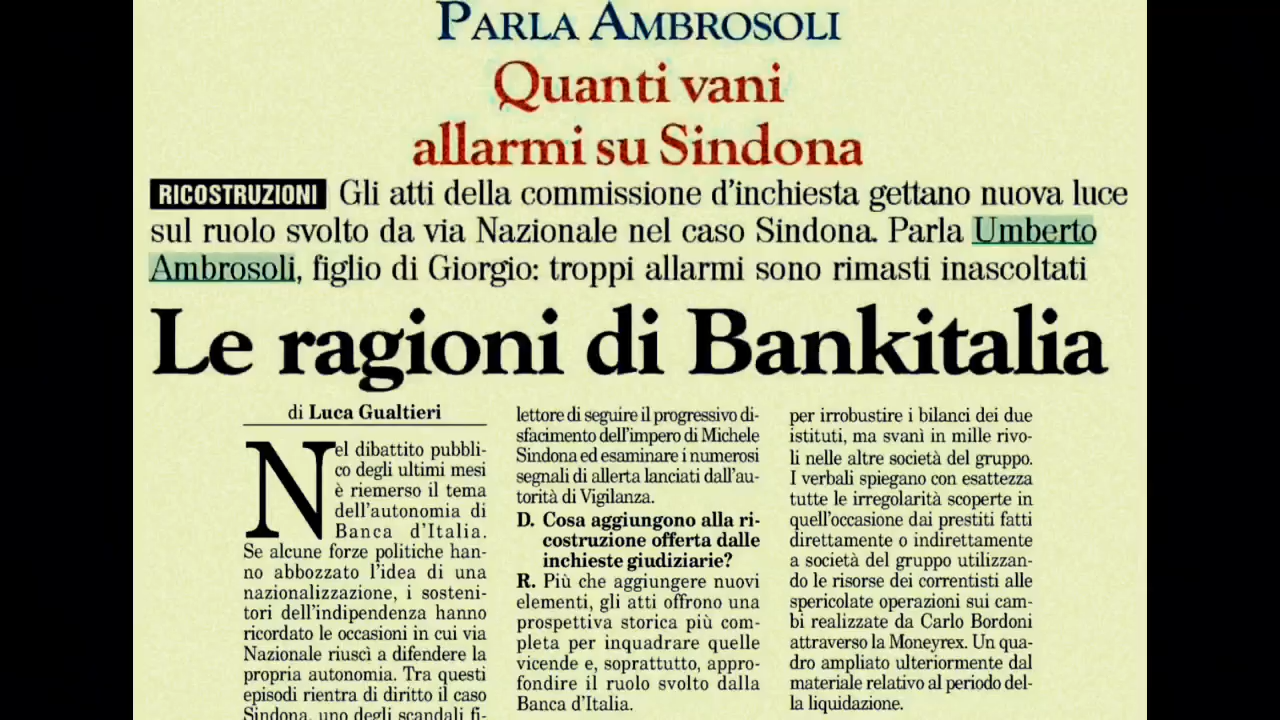 PARLA AMBROSOLI
Quanti vani
allarmi su Sindona
RICOSTRUZIONI Gli atti della commissione d'inchiesta gettano nuova luce
sul ruolo svolto da via Nazionale nel caso Sindona. Parla Umberto
Ambrosoli, figlio di Giorgio: troppi allarmi sono rimasti inascoltati
Le ragioni di Bankitalia
di Luca Gualtieri
Nel dibattito pubbli-
co degli ultimi mesi
è riemerso il tema
dell'autonomia di
Banca d'Italia.
Se alcune forze politiche han-
no abbozzato l'idea di una
nazionalizzazione, i sosteni-
tori dell'indipendenza hanno
ricordato le occasioni in cui via
Nazionale riuscì a difendere la
propria autonomia. Tra questi
episodi rientra di diritto il caso
Sindona, uno degli scandali fi-
lettore di seguire il progressivo di-
sfacimento dell'impero di Michele
Sindona ed esaminare i numerosi
segnali di allerta lanciati dall'au-
torità di Vigilanza.
D. Cosa aggiungono alla ri-
costruzione offerta dalle
inchieste giudiziarie?
R. Più che aggiungere nuovi
elementi, gli atti offrono una
prospettiva storica più com-
pleta per inquadrare quelle
vicende e, soprattutto, appro-
fondire il ruolo svolto dalla
Banca d'Italia.
per irrobustire i bilanci dei due
istituti, ma svanì in mille rivo-
li nelle altre società del gruppo.
I verbali spiegano con esattezza
tutte le irregolarità scoperte in
quell'occasione dai prestiti fatti
direttamente o indirettamente
a società del gruppo utilizzan-
do le risorse dei correntisti alle
spericolate operazioni sui cam-
bi realizzate da Carlo Bordoni
attraverso la Moneyrex. Un qua-
dro ampliato ulteriormente dal
materiale relativo al periodo del-
la liquidazione.